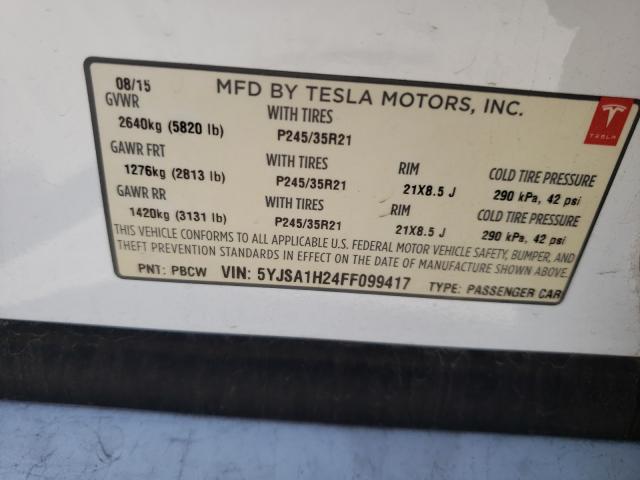 08/15 MFD BY TESLA MOTORS, INC.
GVWR WITH TIRES
2640kg (5820 lb) P245/35R21
GAWR FRT WITH TIRES RIM COLD TIRE PRESSURE
1276kg (2813 lb) P245/35R21 21X8.5 J 290 kPa, 42 psi
GAWR RR WITH TIRES RIM COLD TIRE PRESSURE
1420kg (3131 lb) P245/35R21 21X8.5 J 290 kPa, 42 psi
THIS VEHICLE CONFORMS TO ALL APPLICABLE U.S. FEDERAL MOTOR VEHICLE SAFETY, BUMPER, AND
THEFT PREVENTION STANDARDS IN EFFECT ON THE DATE OF MANUFACTURE SHOWN ABOVE.
PNT: PBCW VIN: 5YJSA1H24FF099417 TYPE: PASSENGER CAR
TESLA